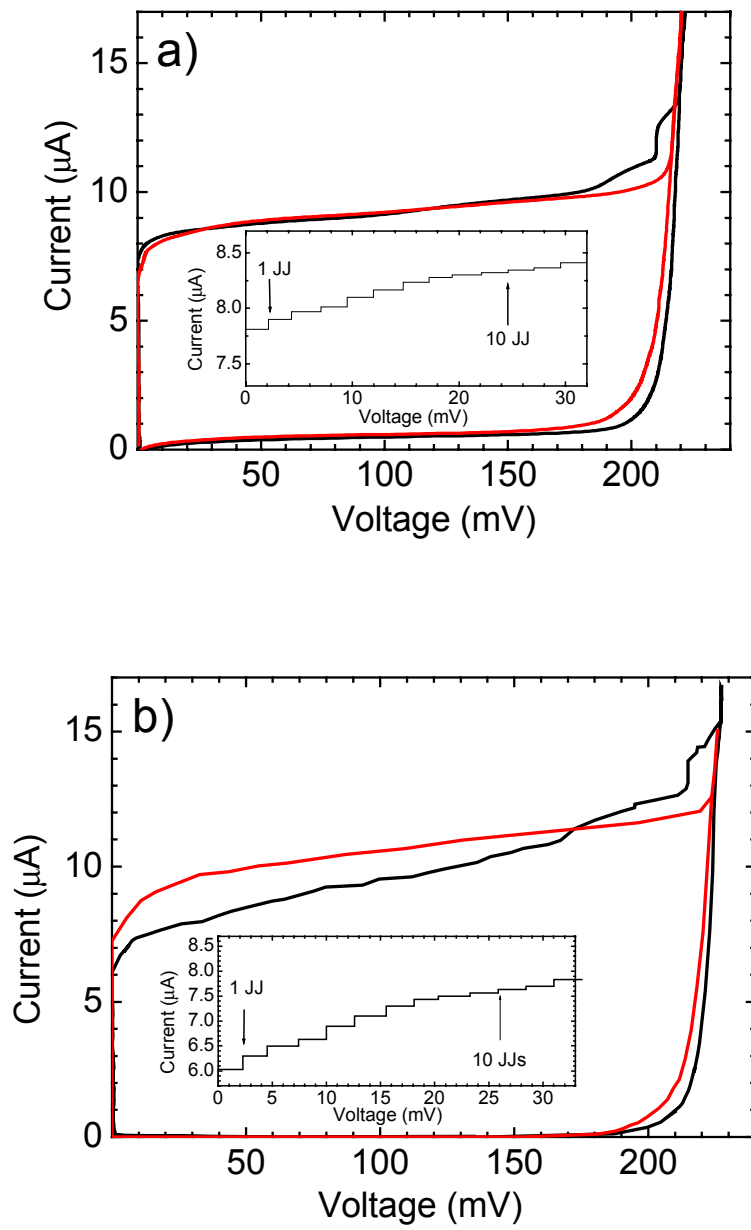 a)
15
10
5
0
Current (μA)
50 100 150 200
Voltage (mV)
8.5
8.0
7.5
Current (μA)
1 JJ
10 JJ
0 10 20 30
Voltage (mV)
b)
15
10
5
0
Current (μA)
50 100 150 200
Voltage (mV)
8.5
8.0
7.5
7.0
6.5
6.0
Current (μA)
1 JJ
10 JJs
0 5 10 15 20 25 30
Voltage (mV)